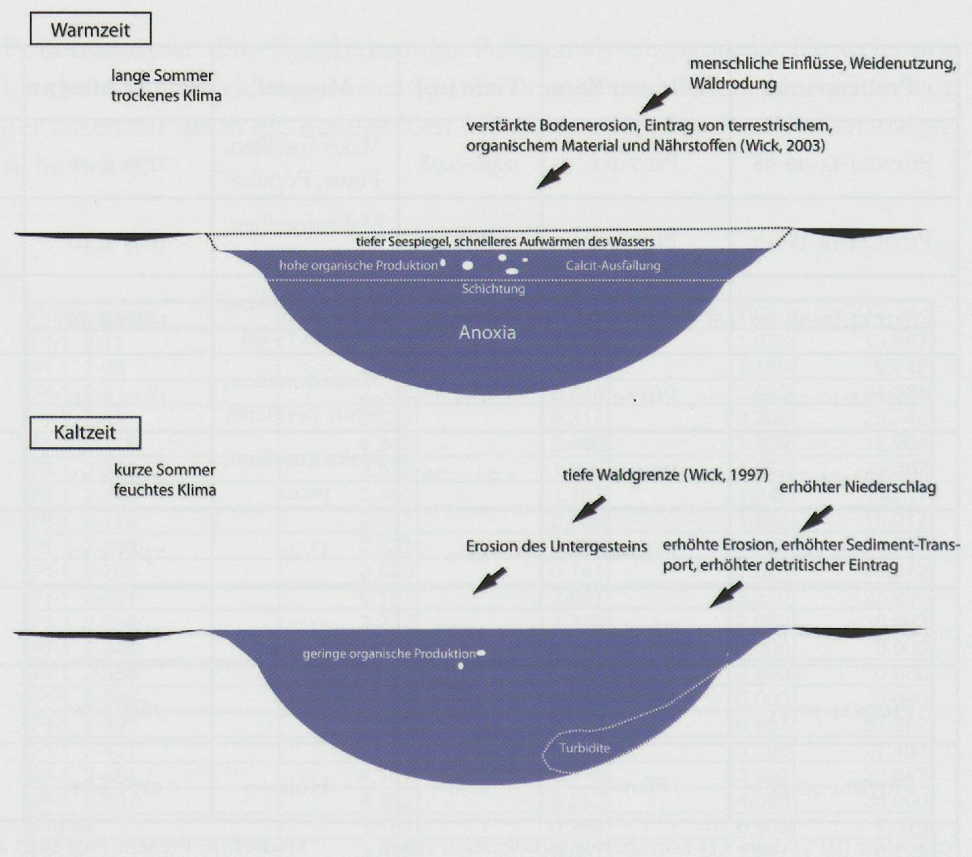 Warmzeit
lange Sommer
trockenes Klima
menschliche Einflüsse, Weidenutzung,
Waldrodung
verstärkte Bodenerosion, Eintrag von terrestrischem,
organischem Material und Nährstoffen (Wick, 2003)
tiefer Seespiegel, schnelleres Aufwärmen des Wassers
hohe organische Produktion
Calcit-Ausfällung
Schichtung
Anoxia
Kaltzeit
kurze Sommer
feuchtes Klima
tiefe Waldgrenze (Wick, 1997)
erhöhter Niederschlag
Erosion des Untergesteins
erhöhte Erosion, erhöhter Sediment-Trans-
port, erhöhter detritischer Eintrag
geringe organische Produktion
Turbidite